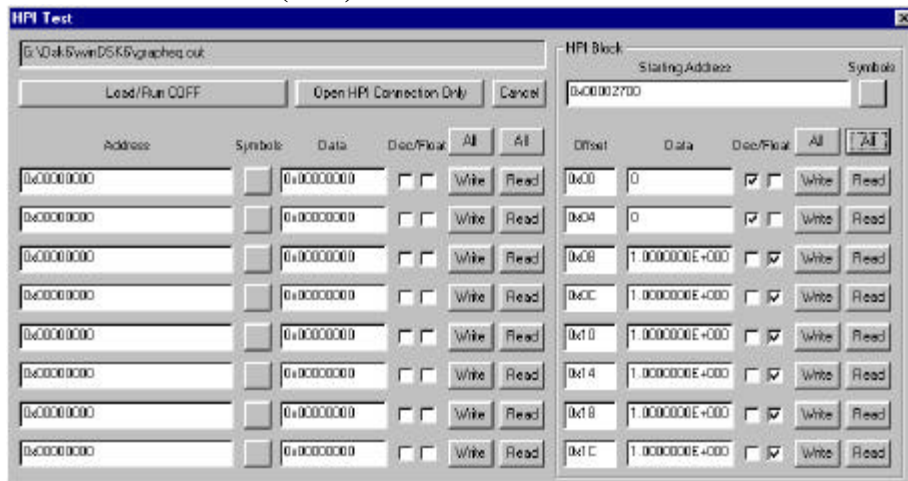 HPI Test
G:\Dsk6\winDSK6\grapheq.out
Load/Run COFF Open HPI Connection Only Cancel
Address Symbols Data Dec/Float All All
0x00000000 0x00000000 Write Read
0x00000000 0x00000000 Write Read
0x00000000 0x00000000 Write Read
0x00000000 0x00000000 Write Read
0x00000000 0x00000000 Write Read
0x00000000 0x00000000 Write Read
0x00000000 0x00000000 Write Read
0x00000000 0x00000000 Write Read
HPI Block
Starting Address Symbols
0x00002700
Offset Data Dec/Float All All
0x00 0 Write Read
0x04 0 Write Read
0x08 1.0000000E+000 Write Read
0x0C 1.0000000E+000 Write Read
0x10 1.0000000E+000 Write Read
0x14 1.0000000E+000 Write Read
0x18 1.0000000E+000 Write Read
0x1C 1.0000000E+000 Write Read